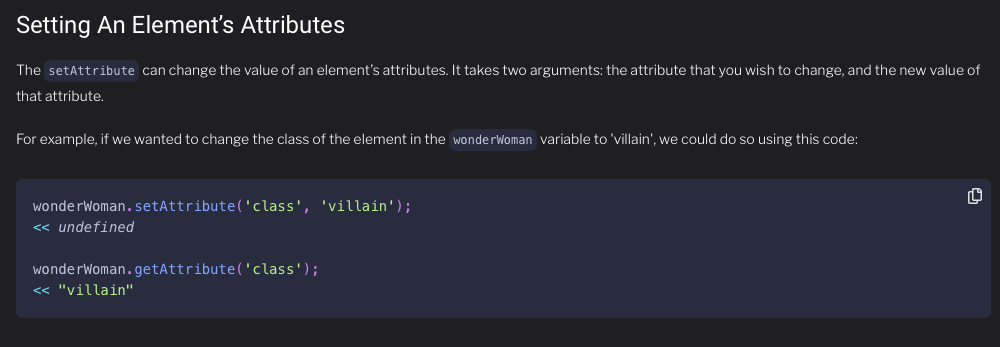 Setting An Element’s Attributes
The setAttribute can change the value of an element’s attributes. It takes two arguments: the attribute that you wish to change, and the new value of
that attribute.
For example, if we wanted to change the class of the element in the wonderWoman variable to 'villain', we could do so using this code:
wonderWoman.setAttribute('class', 'villain');
<< undefined
wonderWoman.getAttribute('class');
<< "villain"